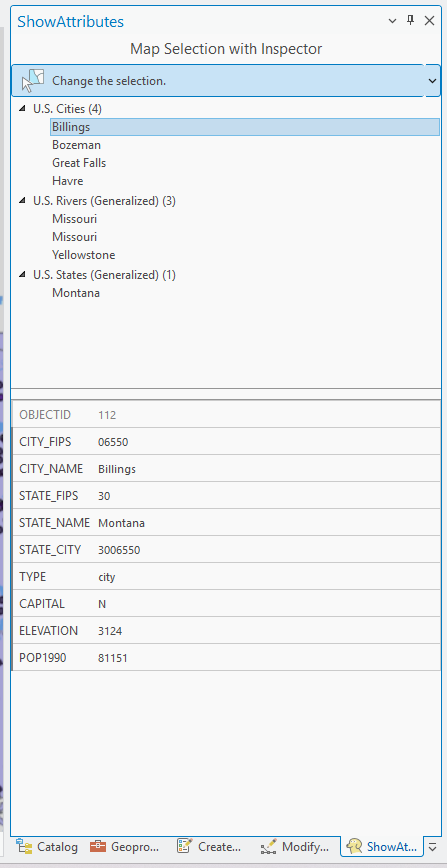 ShowAttributes
Map Selection with Inspector
Change the selection.
U.S. Cities (4)
Billings
Bozeman
Great Falls
Havre
U.S. Rivers (Generalized) (3)
Missouri
Missouri
Yellowstone
U.S. States (Generalized) (1)
Montana
OBJECTID 112
CITY_FIPS 06550
CITY_NAME Billings
STATE_FIPS 30
STATE_NAME Montana
STATE_CITY 3006550
TYPE city
CAPITAL N
ELEVATION 3124
POP1990 81151
Catalog Geopro... Create... Modify... ShowAt...